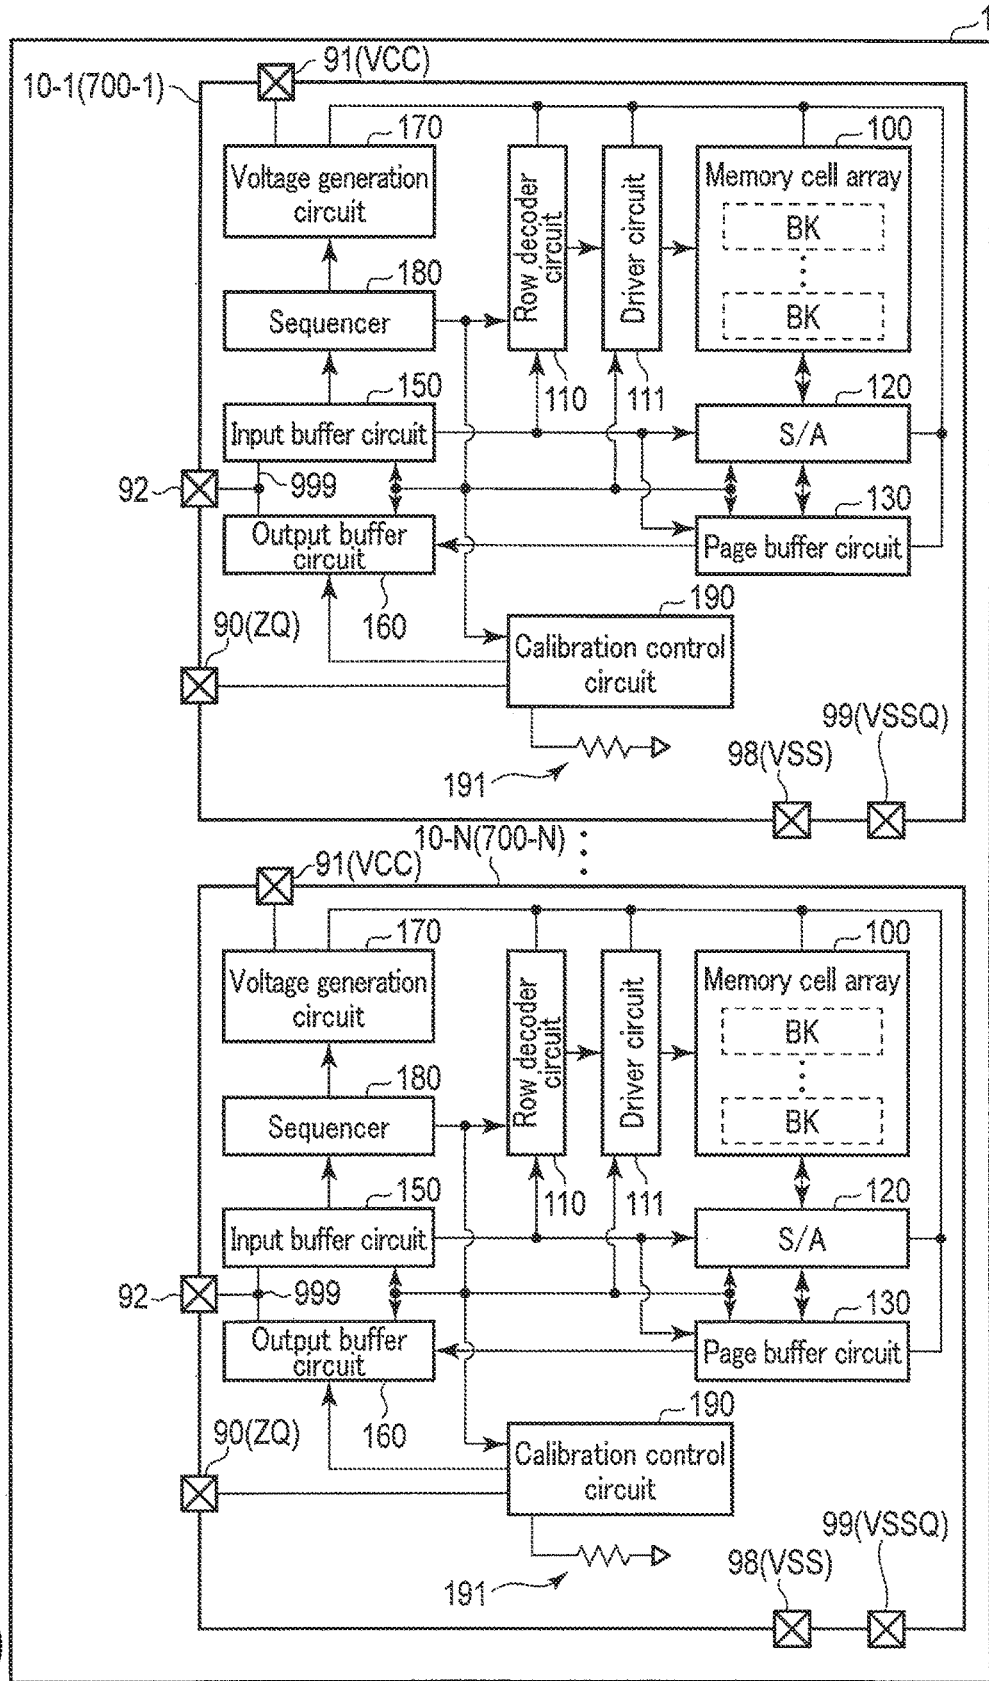 1
91(VCC)
10-1(700-1)
170
100
Voltage generation
circuit
Row decoder
circuit
Driver circuit
Memory cell array
BK
BK
180
Sequencer
110
111
150
120
Input buffer circuit
S/A
92
999
130
Output buffer
circuit
Page buffer circuit
160
190
90(ZQ)
Calibration control
circuit
99(VSSQ)
98(VSS)
191
10-N(700-N)
91(VCC)
170
100
Voltage generation
circuit
Row decoder
circuit
Driver circuit
Memory cell array
BK
BK
180
Sequencer
110
111
150
120
Input buffer circuit
S/A
92
999
130
Output buffer
circuit
Page buffer circuit
160
190
90(ZQ)
Calibration control
circuit
99(VSSQ)
98(VSS)
191